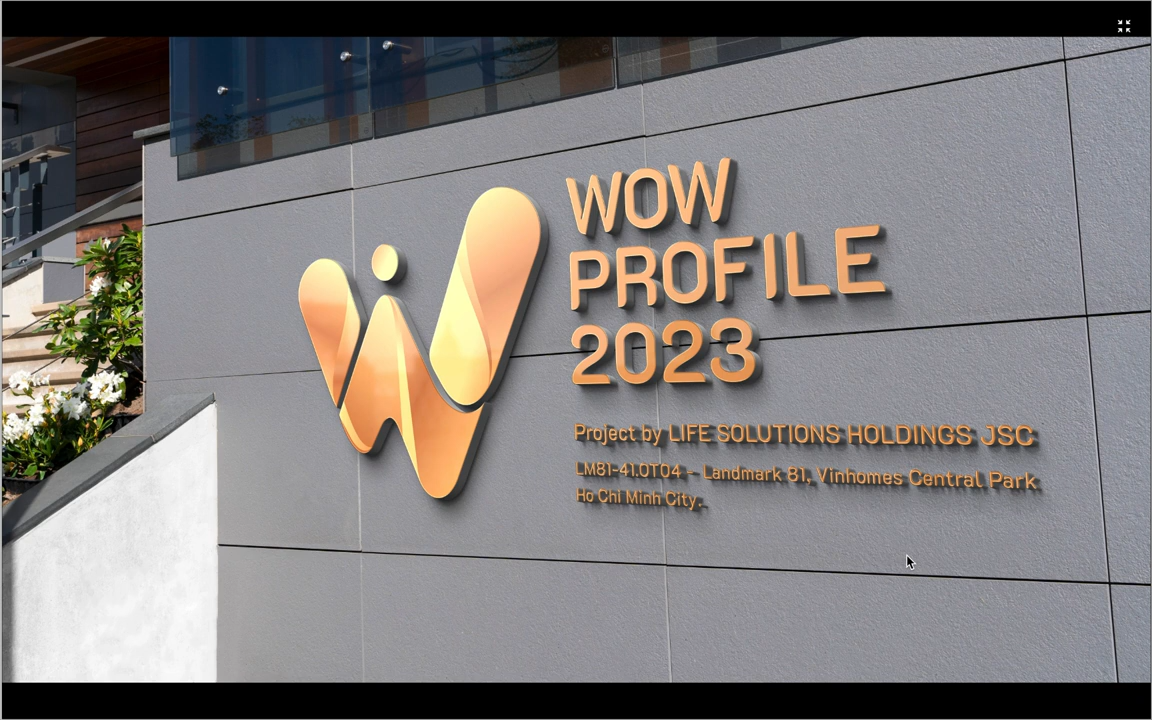 WOW
PROFILE
2023
Project by LIFE SOLUTIONS HOLDINGS JSC
LM81-41.OT04 - Landmark 81, Vinhomes Central Park
Ho Chi Minh City.